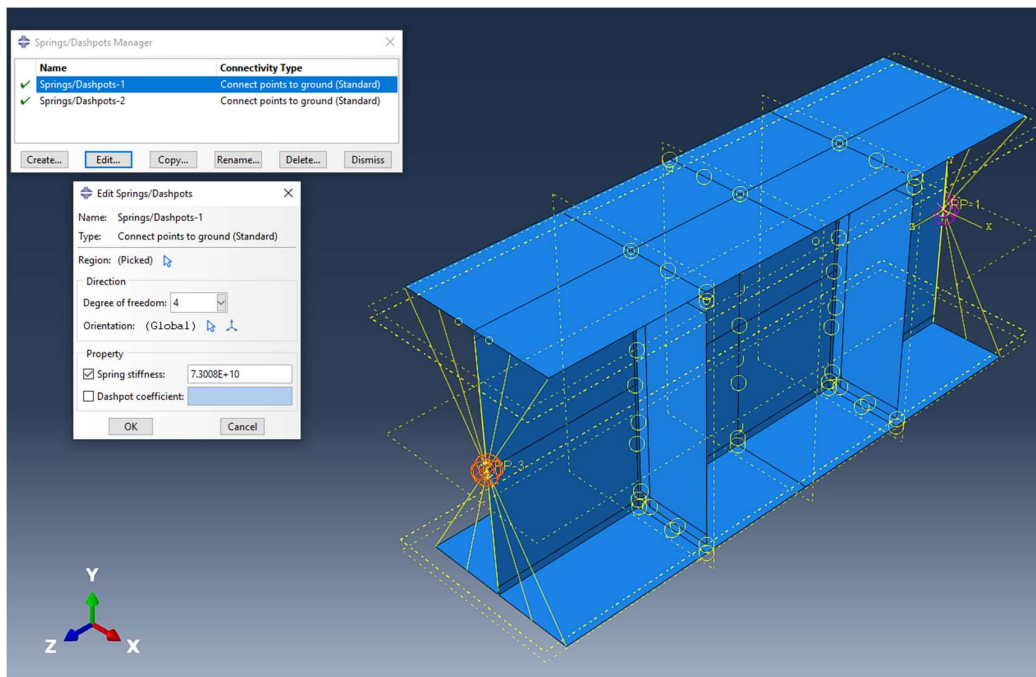 Springs/Dashpots Manager
Name Connectivity Type
Springs/Dashpots-1 Connect points to ground (Standard)
Springs/Dashpots-2 Connect points to ground (Standard)
Create... Edit... Copy... Rename... Delete... Dismiss
Edit Springs/Dashpots
Name: Springs/Dashpots-1
Type: Connect points to ground (Standard)
Region: (Picked)
Direction
Degree of freedom: 4
Orientation: (Global)
Property
Spring stiffness: 7.3008E+10
Dashpot coefficient:
OK Cancel
RP-1
X
P-3
Y
Z X